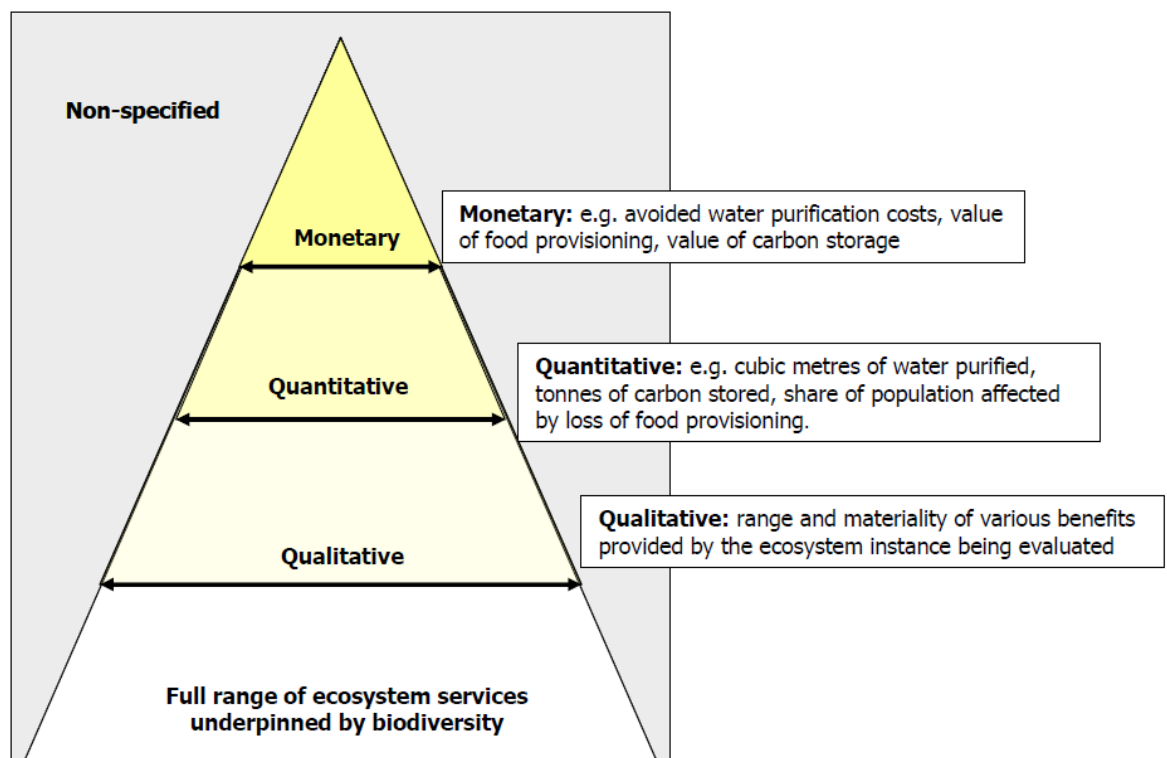 Non-specified
Monetary
Monetary: e.g. avoided water purification costs, value
of food provisioning, value of carbon storage
Quantitative
Quantitative: e.g. cubic metres of water purified,
tonnes of carbon stored, share of population affected
by loss of food provisioning.
Qualitative
Qualitative: range and materiality of various benefits
provided by the ecosystem instance being evaluated
Full range of ecosystem services
underpinned by biodiversity